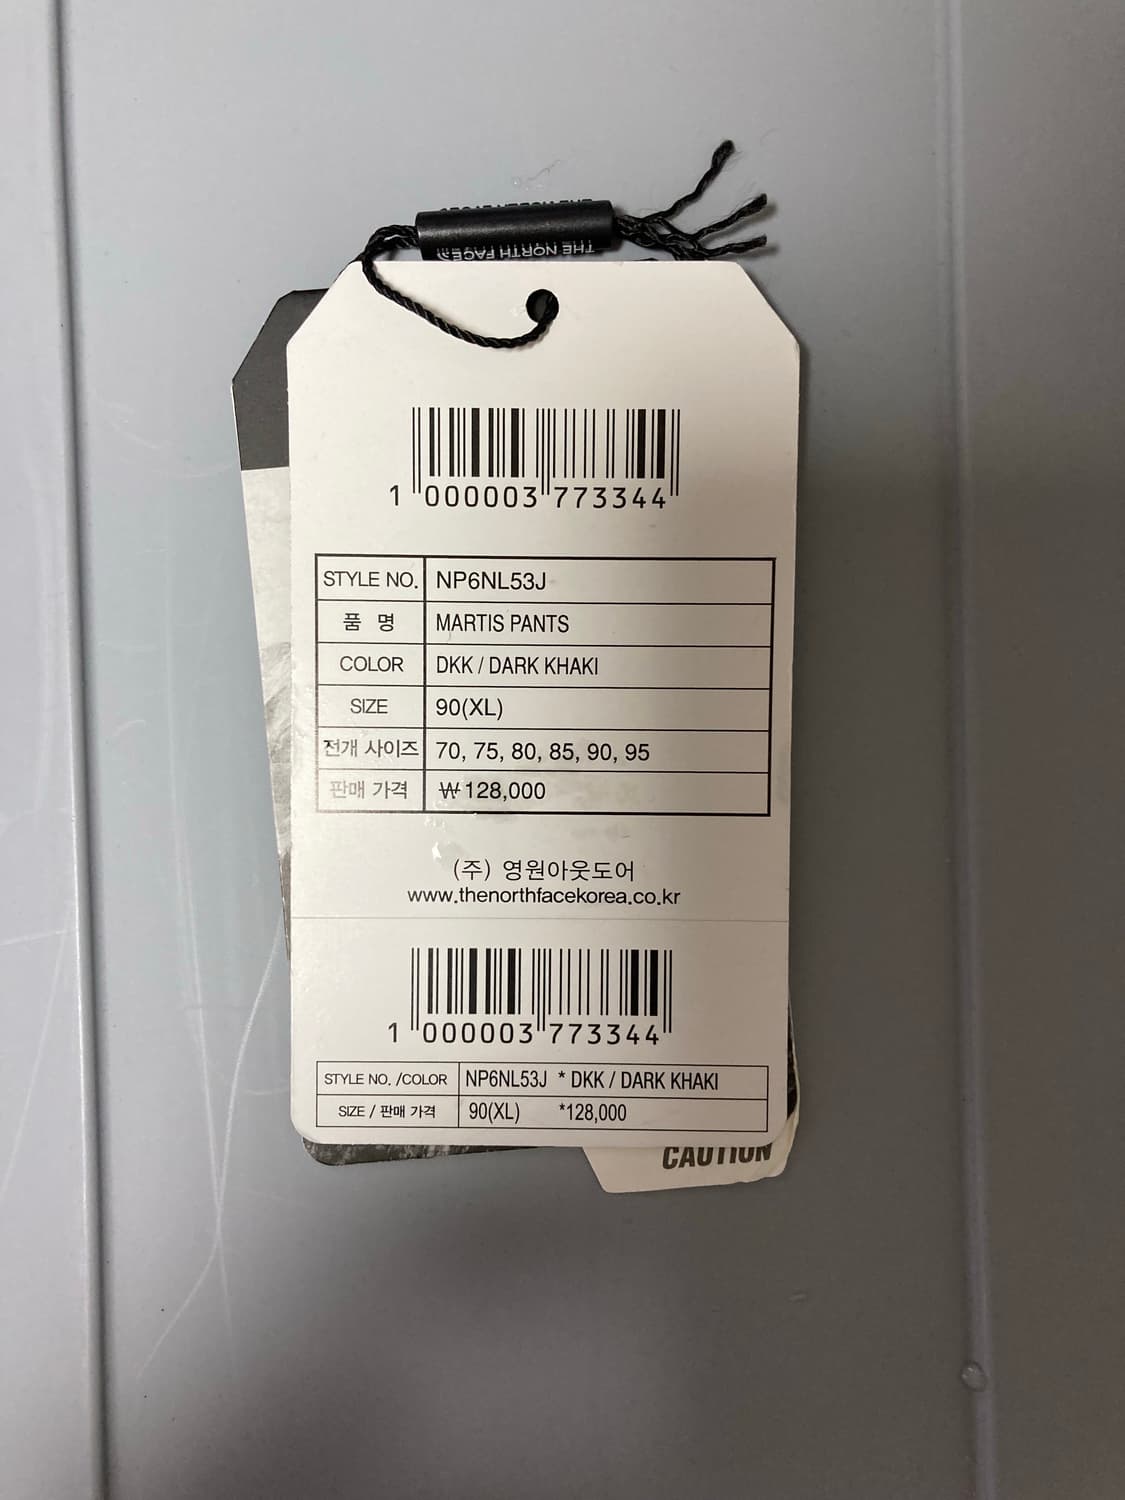 THE NORTH FACE
1 000003 773344
STYLE NO. NP6NL53J
품 명 MARTIS PANTS
COLOR DKK / DARK KHAKI
SIZE 90(XL)
전개 사이즈 70, 75, 80, 85, 90, 95
판매 가격 ₩128,000
(주) 영원아웃도어
www.thenorthfacekorea.co.kr
1 000003 773344
STYLE NO. /COLOR NP6NL53J * DKK / DARK KHAKI
SIZE / 판매 가격 90(XL) *128,000
CAUTION